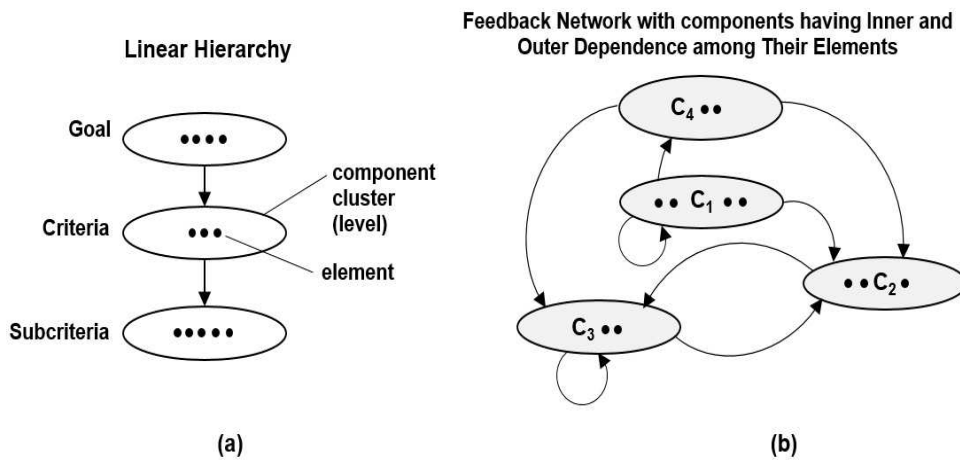 Linear Hierarchy
Goal
Criteria
Subcriteria
component
cluster
(level)
element
(a)
Feedback Network with components having Inner and
Outer Dependence among Their Elements
C₄
C₁
C₂
C₃
(b)